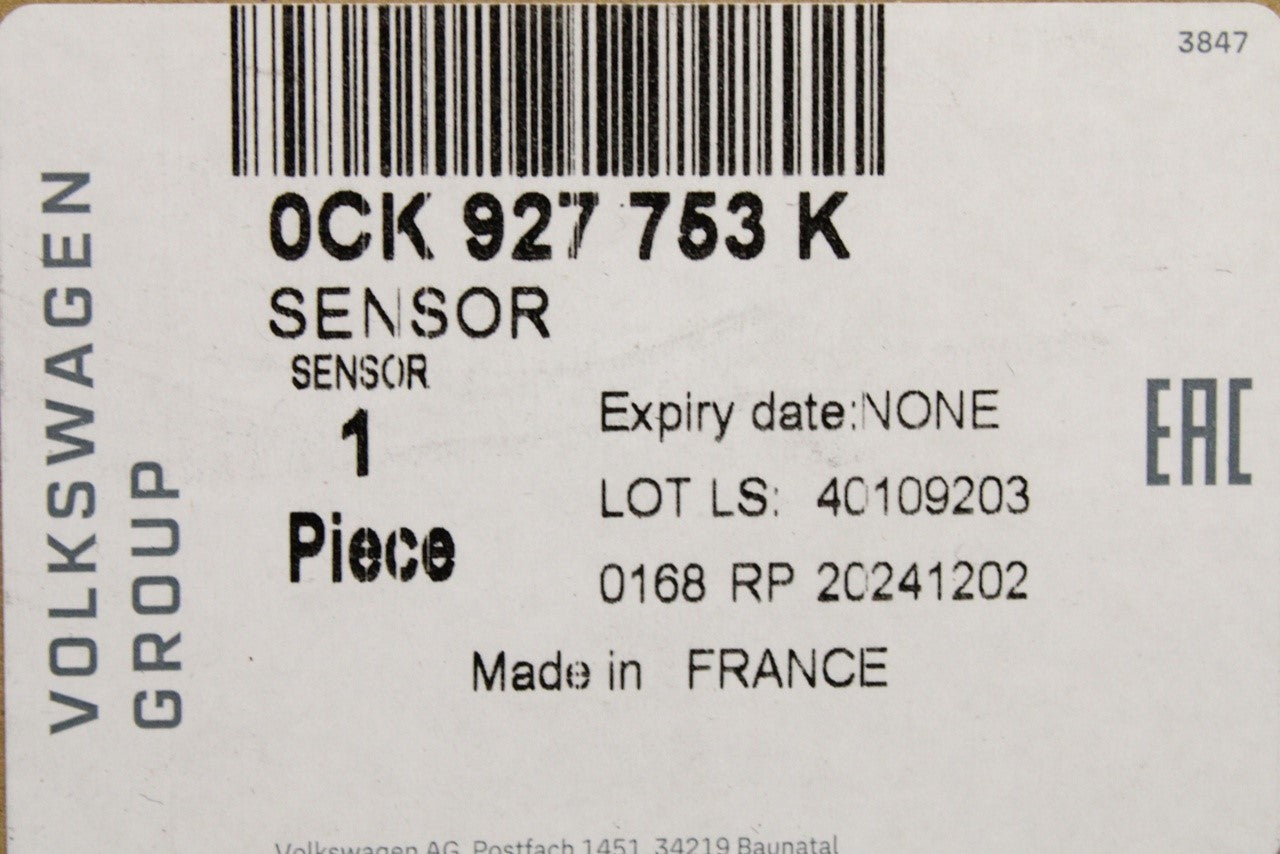 3847
VOLKSWAGEN
GROUP
0CK 927 753 K
SENSOR
SENSOR
1
Piece
Expiry date:NONE
LOT LS: 40109203
0168 RP 20241202
Made in FRANCE
EAC
Volkswagen AG, Postfach 1451, 34219 Baunatal